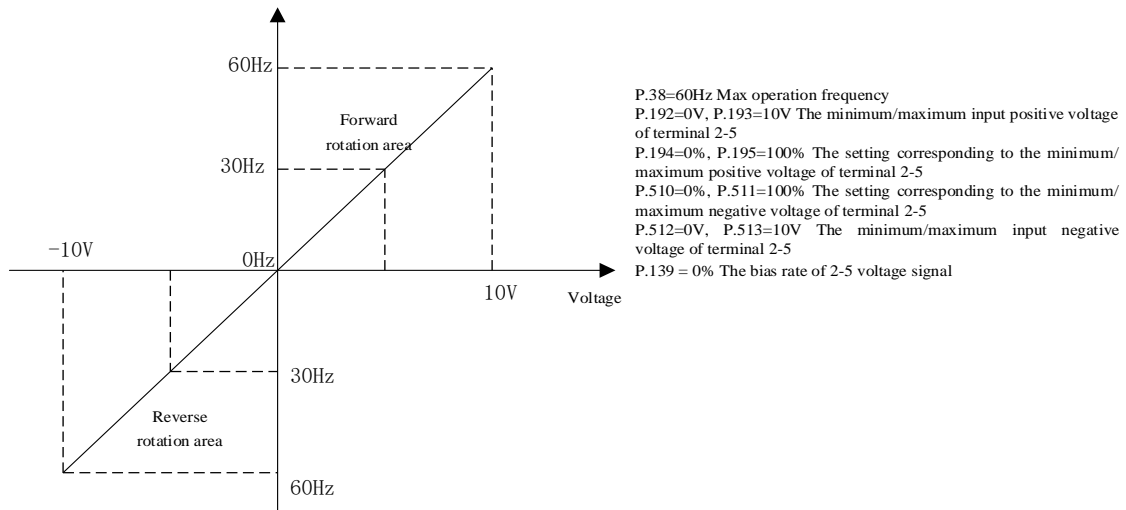 60Hz
Forward
rotation area
30Hz
-10V
0Hz
10V
Voltage
30Hz
Reverse
rotation area
60Hz
P.38=60Hz Max operation frequency
P.192=0V, P.193=10V The minimum/maximum input positive voltage
of terminal 2-5
P.194=0%, P.195=100% The setting corresponding to the minimum/
maximum positive voltage of terminal 2-5
P.510=0%, P.511=100% The setting corresponding to the minimum/
maximum negative voltage of terminal 2-5
P.512=0V, P.513=10V The minimum/maximum input negative
voltage of terminal 2-5
P.139 = 0% The bias rate of 2-5 voltage signal